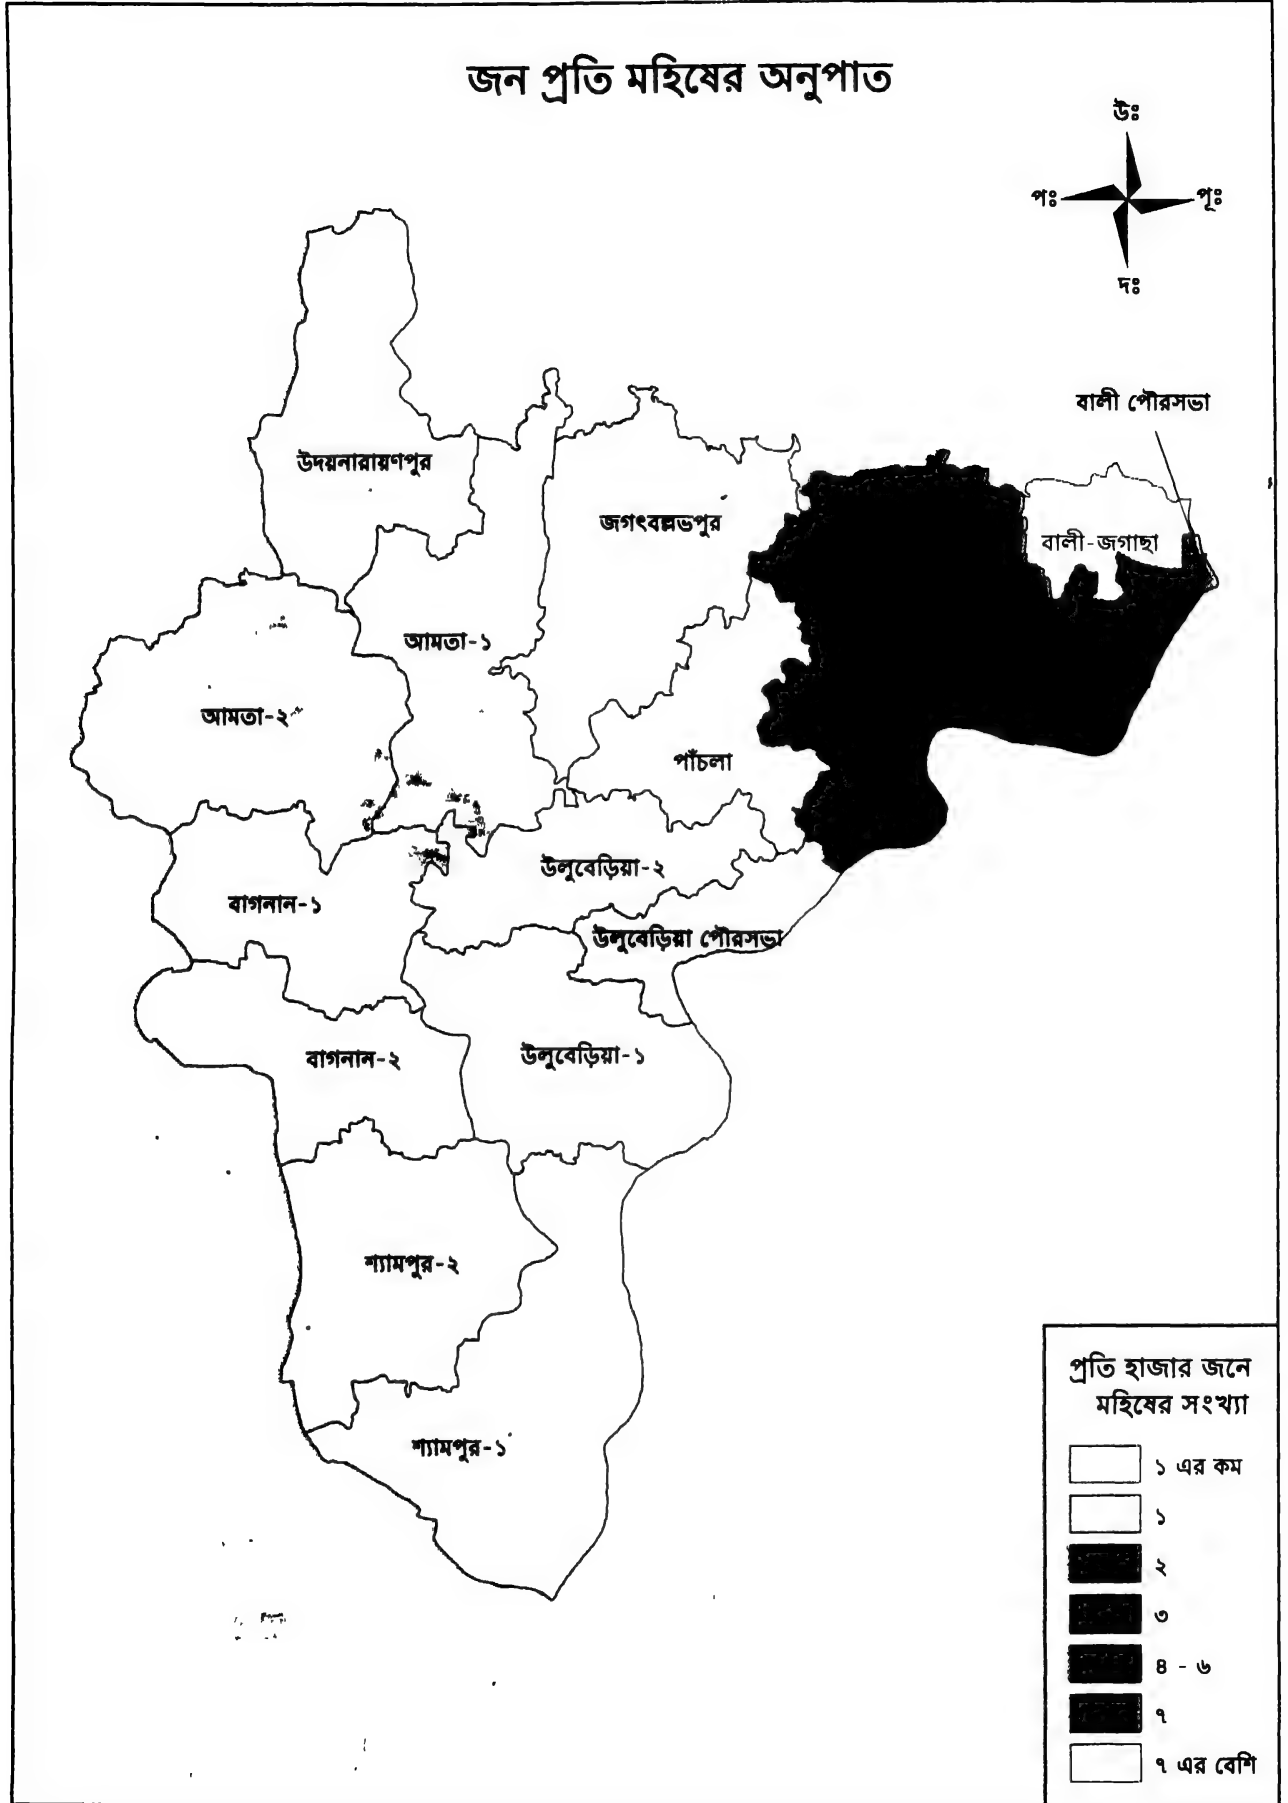 জন প্রতি মহিষের অনুপাত
উঃ
পঃ
পূঃ
দঃ
বালী পৌরসভা
উদয়নারায়ণপুর
জগৎবল্লভপুর
বালী-জগাছা
আমতা-১
আমতা-২
পাঁচলা
উলুবেড়িয়া-২
বাগনান-১
উলুবেড়িয়া পৌরসভা
বাগনান-২
উলুবেড়িয়া-১
শ্যামপুর-২
শ্যামপুর-১
প্রতি হাজার জনে
মহিষের সংখ্যা
১ এর কম
১
২
৩
৪ - ৬
৭
৭ এর বেশি